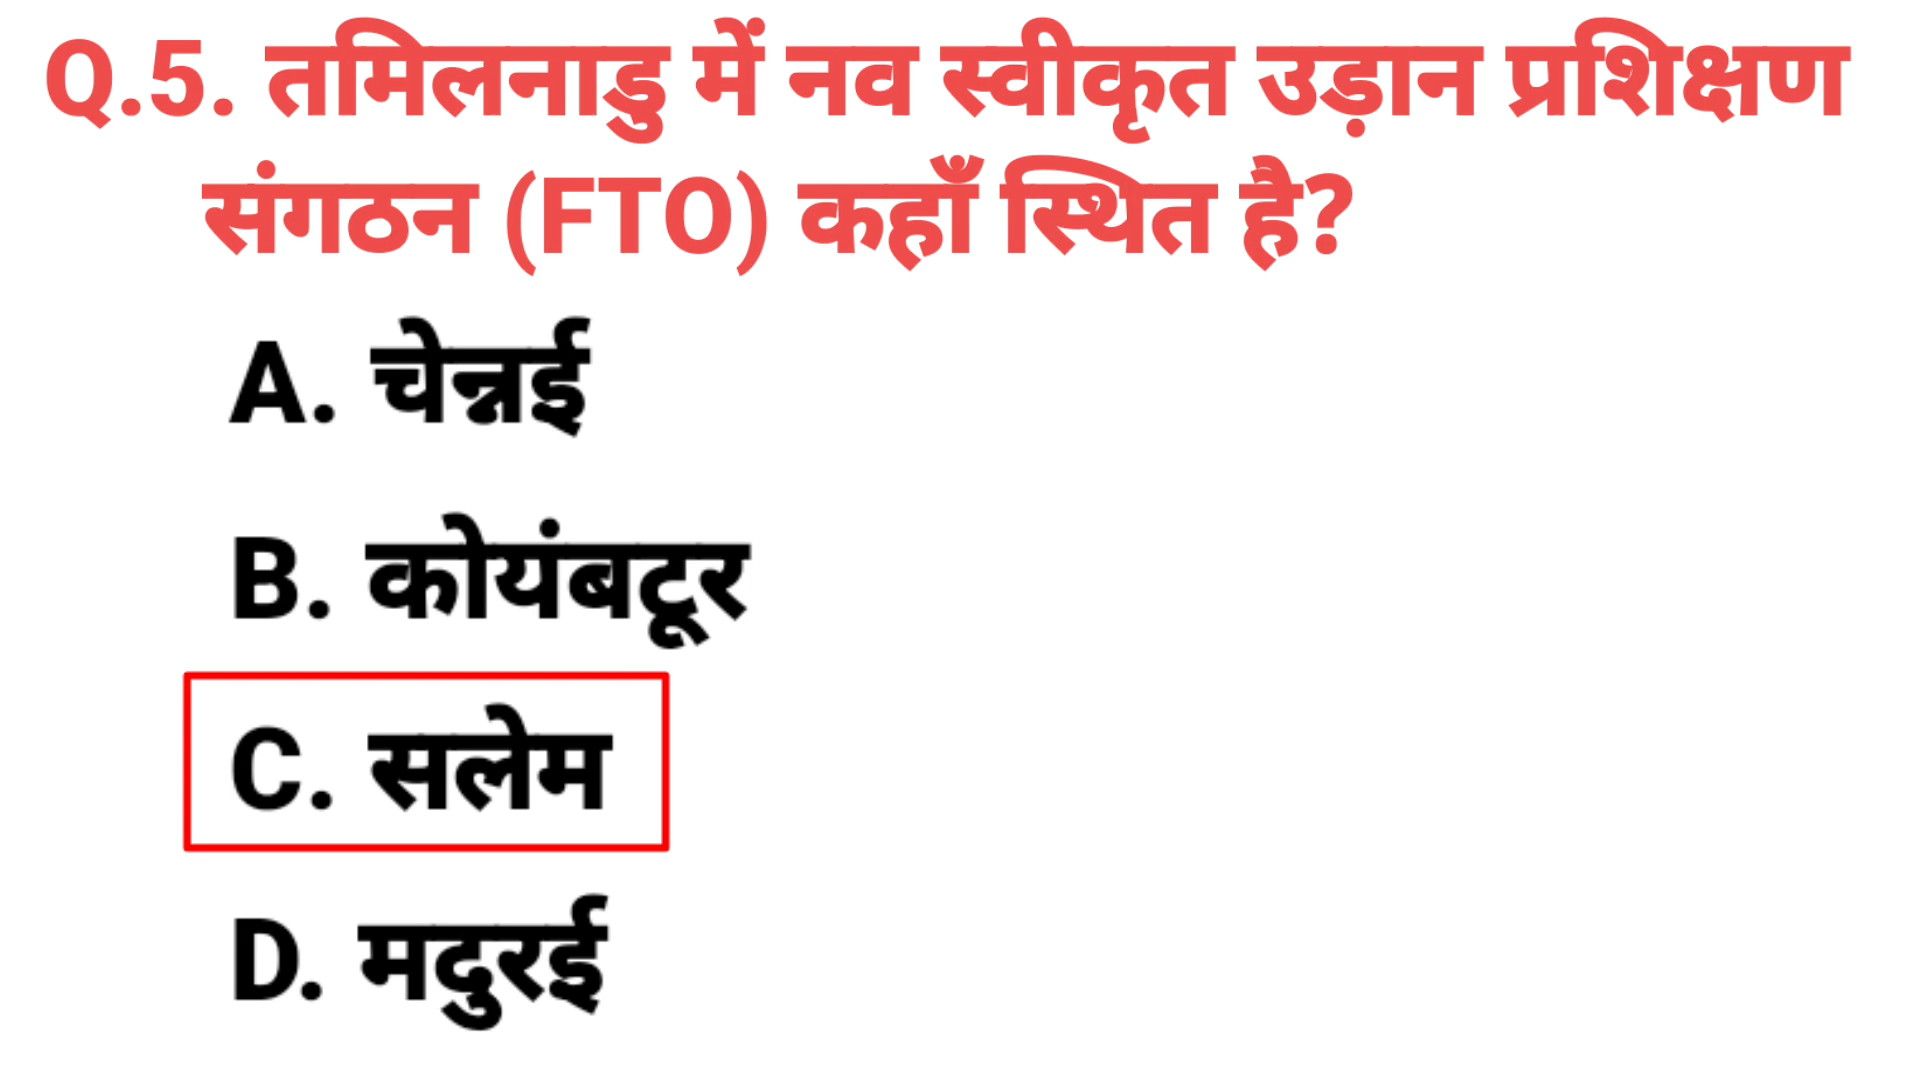 Q.5. तमिलनाडु में नव स्वीकृत उड़ान प्रशिक्षण
संगठन (FTO) कहाँ स्थित है?
A. चेन्नई
B. कोयंबटूर
C. सलेम
D. मदुरई